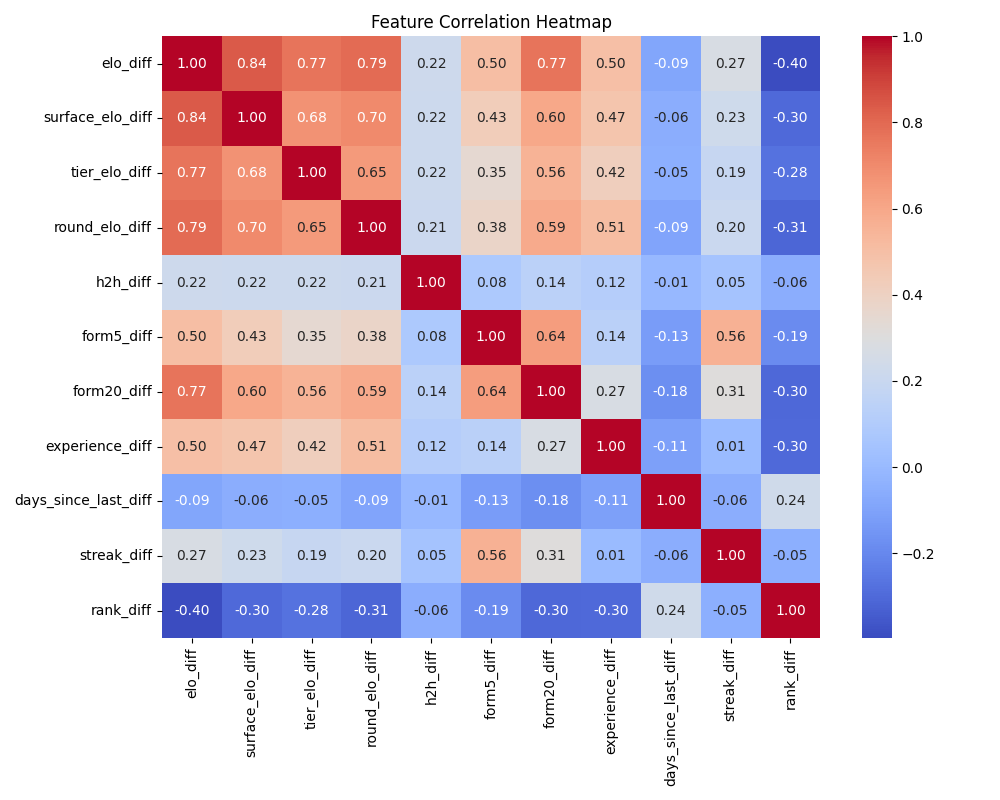 Feature Correlation Heatmap
elo_diff 1.00 0.84 0.77 0.79 0.22 0.50 0.77 0.50 -0.09 0.27 -0.40
surface_elo_diff 0.84 1.00 0.68 0.70 0.22 0.43 0.60 0.47 -0.06 0.23 -0.30
tier_elo_diff 0.77 0.68 1.00 0.65 0.22 0.35 0.56 0.42 -0.05 0.19 -0.28
round_elo_diff 0.79 0.70 0.65 1.00 0.21 0.38 0.59 0.51 -0.09 0.20 -0.31
h2h_diff 0.22 0.22 0.22 0.21 1.00 0.08 0.14 0.12 -0.01 0.05 -0.06
form5_diff 0.50 0.43 0.35 0.38 0.08 1.00 0.64 0.14 -0.13 0.56 -0.19
form20_diff 0.77 0.60 0.56 0.59 0.14 0.64 1.00 0.27 -0.18 0.31 -0.30
experience_diff 0.50 0.47 0.42 0.51 0.12 0.14 0.27 1.00 -0.11 0.01 -0.30
days_since_last_diff -0.09 -0.06 -0.05 -0.09 -0.01 -0.13 -0.18 -0.11 1.00 -0.06 0.24
streak_diff 0.27 0.23 0.19 0.20 0.05 0.56 0.31 0.01 -0.06 1.00 -0.05
rank_diff -0.40 -0.30 -0.28 -0.31 -0.06 -0.19 -0.30 -0.30 0.24 -0.05 1.00
elo_diff
surface_elo_diff
tier_elo_diff
round_elo_diff
h2h_diff
form5_diff
form20_diff
experience_diff
days_since_last_diff
streak_diff
rank_diff
1.0
0.8
0.6
0.4
0.2
0.0
−0.2